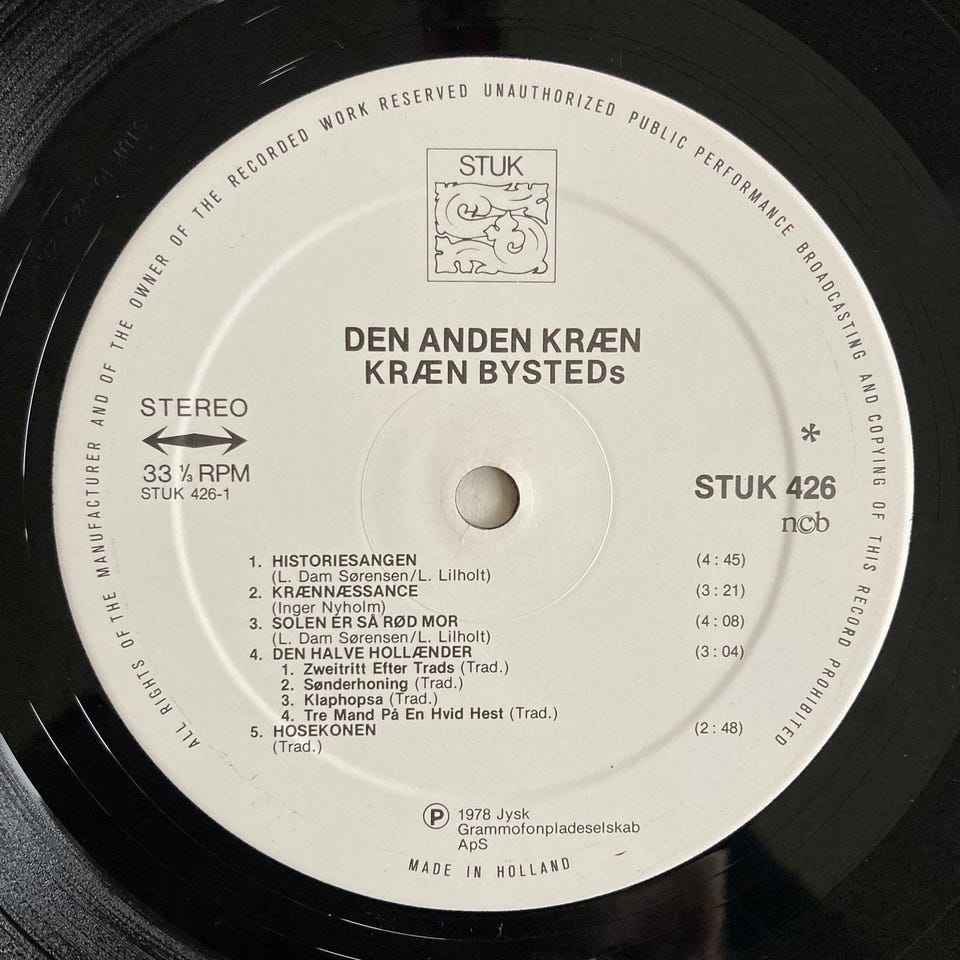 ALL RIGHTS OF THE MANUFACTURER AND OF THE OWNER OF THE RECORDED WORK RESERVED UNAUTHORIZED PUBLIC PERFORMANCE BROADCASTING AND COPYING OF THIS RECORD PROHIBITED
STUK
DEN ANDEN KRÆN
KRÆN BYSTEDs
STEREO
33 ⅓ RPM
STUK 426-1
*
STUK 426
ncb
1. HISTORIESANGEN (4 : 45)
(L. Dam Sørensen/L. Lilholt)
2. KRÆNNÆSSANCE (3 : 21)
(Inger Nyholm)
3. SOLEN ER SÅ RØD MOR (4 : 08)
(L. Dam Sørensen/L. Lilholt)
4. DEN HALVE HOLLÆNDER (3 : 04)
1. Zweitritt Efter Trads (Trad.)
2. Sønderhoning (Trad.)
3. Klaphopsa (Trad.)
4. Tre Mand På En Hvid Hest (Trad.)
5. HOSEKONEN (2 : 48)
(Trad.)
Ⓟ 1978 Jysk
Grammofonpladeselskab
ApS
MADE IN HOLLAND